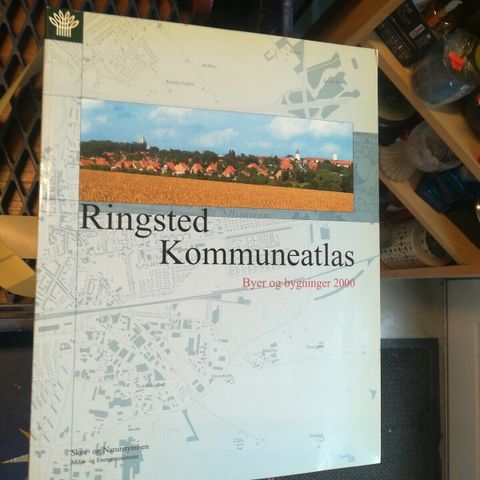 Ringsted
Kommuneatlas
Byer og bygninger 2000
Skov- og Naturstyrelsen
Miljø- og Energiministeriet